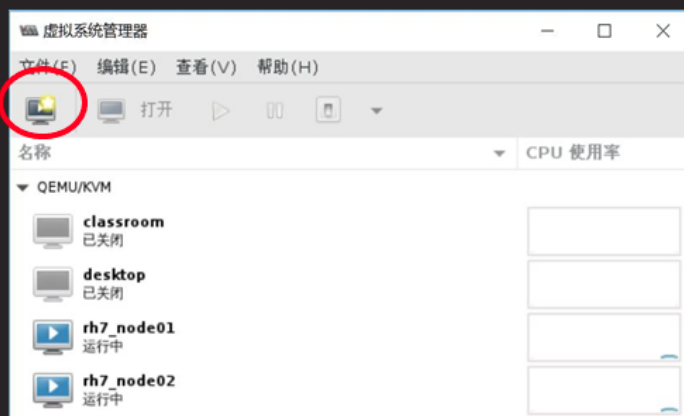 虚拟系统管理器
文件(F) 编辑(E) 查看(V) 帮助(H)
打开
名称 CPU 使用率
QEMU/KVM
classroom
已关闭
desktop
已关闭
rh7_node01
运行中
rh7_node02
运行中